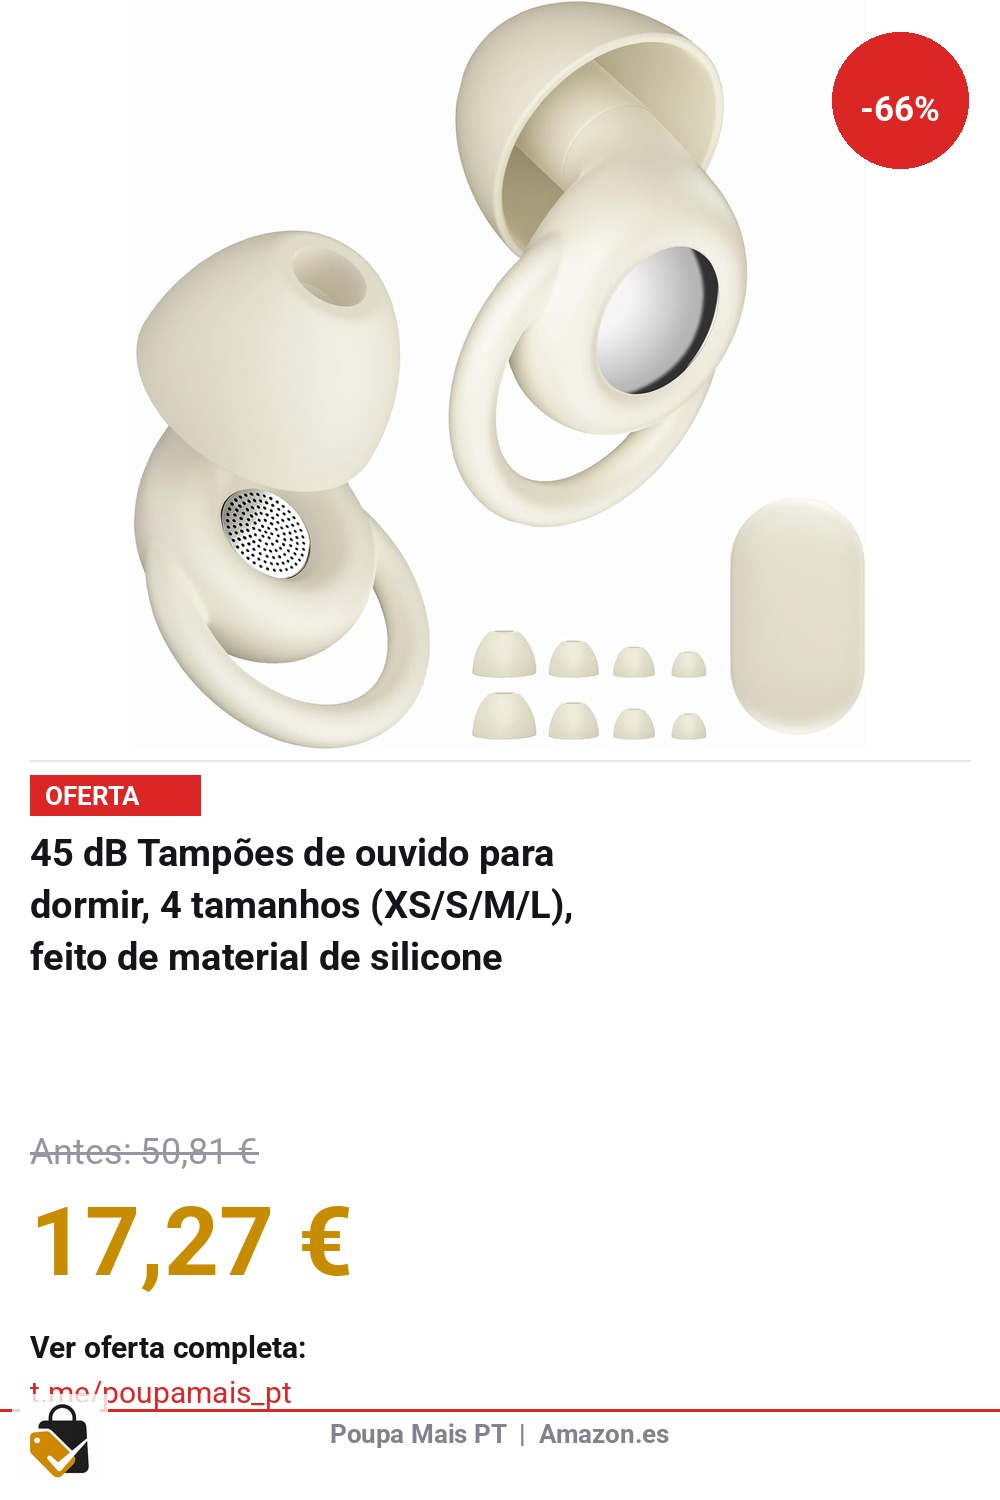 -66%
OFERTA
45 dB Tampões de ouvido para
dormir, 4 tamanhos (XS/S/M/L),
feito de material de silicone
Antes: 50,81 €
17,27 €
Ver oferta completa:
t.me/poupamais_pt
Poupa Mais PT | Amazon.es